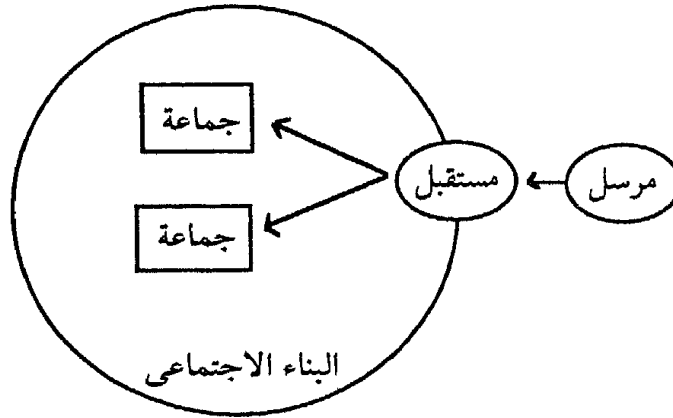 جماعة
مرسل
مستقبل
جماعة
البناء الاجتماعى